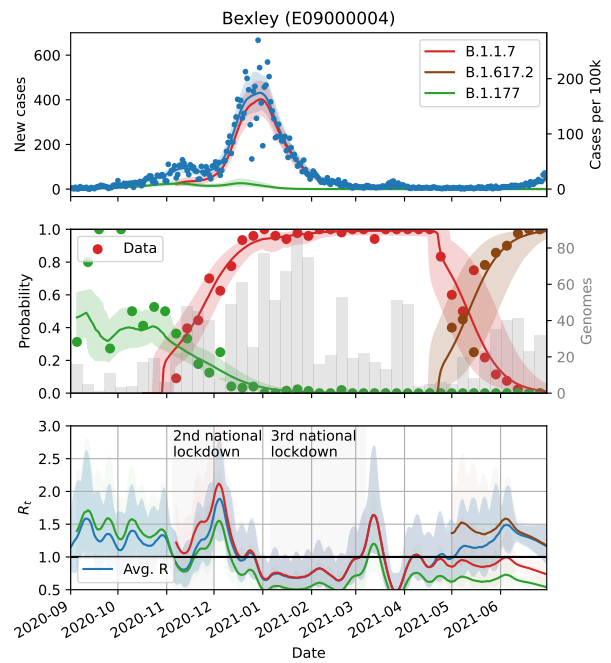 Bexley (E09000004)
New cases
600
400
200
0
B.1.1.7
B.1.617.2
B.1.177
200
100
0
Cases per 100k
Probability
1.0
0.8
0.6
0.4
0.2
0.0
Data
80
60
40
20
0
Genomes
R_t
3.0
2.5
2.0
1.5
1.0
0.5
2nd national
lockdown
3rd national
lockdown
Avg. R
2020-09
2020-10
2020-11
2020-12
2021-01
2021-02
2021-03
2021-04
2021-05
2021-06
Date